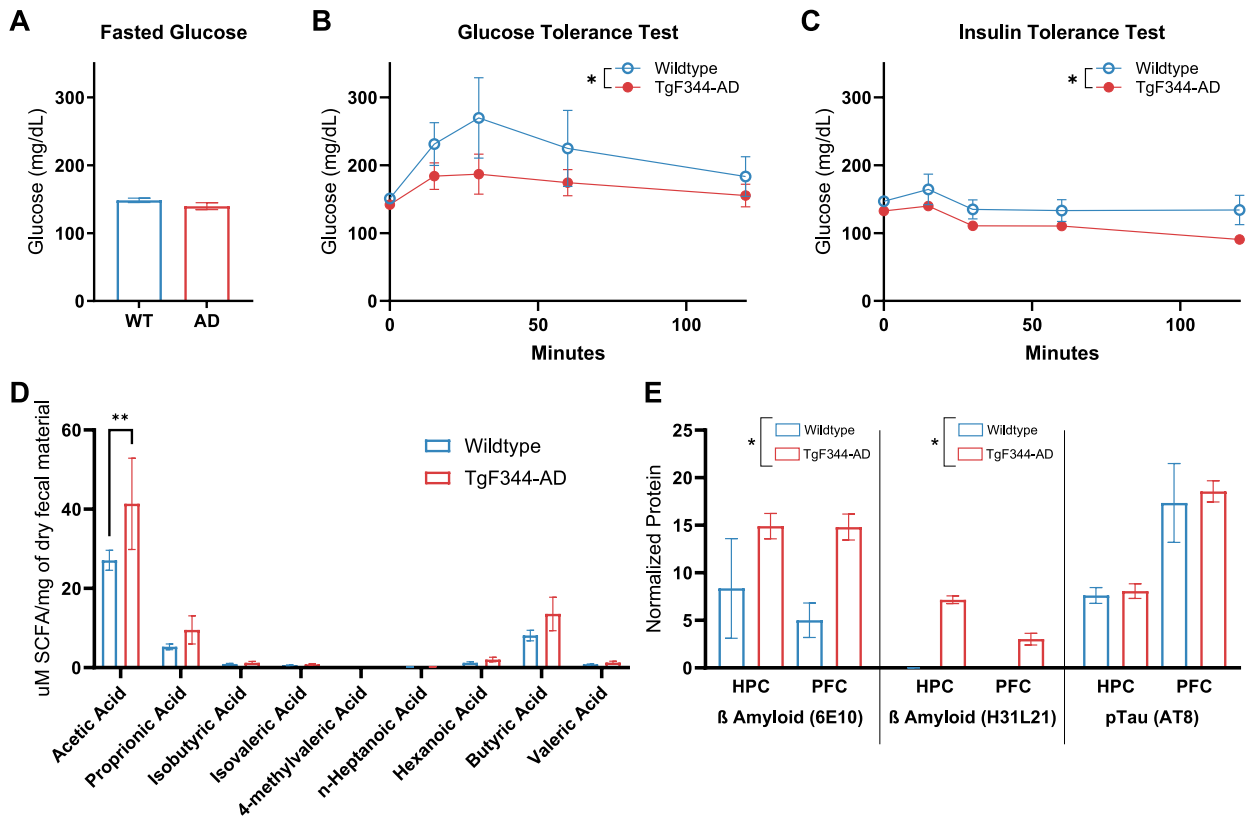 A
Fasted Glucose
Glucose (mg/dL)
300
200
100
0
WT
AD
B
Glucose Tolerance Test
* Wildtype
TgF344-AD
Glucose (mg/dL)
300
200
100
0
0
50
100
Minutes
C
Insulin Tolerance Test
* Wildtype
TgF344-AD
Glucose (mg/dL)
300
200
100
0
0
50
100
Minutes
D
uM SCFA/mg of dry fecal material
60
40
20
0
**
Wildtype
TgF344-AD
Acetic Acid
Proprionic Acid
Isobutyric Acid
Isovaleric Acid
4-methylvaleric Acid
n-Heptanoic Acid
Hexanoic Acid
Butyric Acid
Valeric Acid
E
Normalized Protein
25
20
15
10
5
0
* Wildtype
TgF344-AD
* Wildtype
TgF344-AD
HPC PFC
ß Amyloid (6E10)
HPC PFC
ß Amyloid (H31L21)
HPC PFC
pTau (AT8)